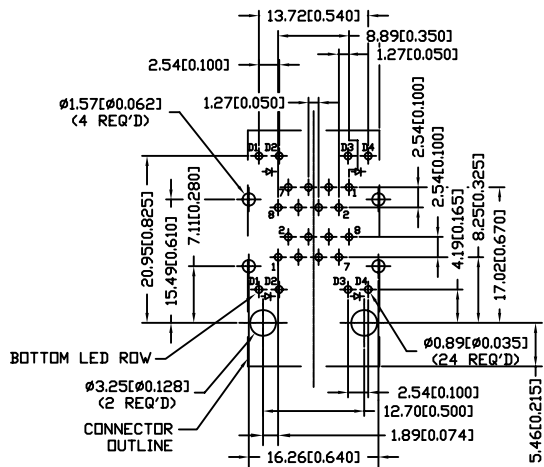 13.72[0.540]
8.89[0.350]
1.27[0.050]
2.54[0.100]
1.27[0.050]
Ø1.57[Ø0.062]
(4 REQ'D)
D1 D2 D3 D4
7 1
8 2
2 8
1 7
D1 D2 D3 D4
20.95[0.825]
15.49[0.610]
7.11[0.280]
2.54[0.100]
2.54[0.100]
4.19[0.165]
8.25[0.325]
17.02[0.670]
BOTTOM LED ROW
Ø0.89[Ø0.035]
(24 REQ'D)
Ø3.25[Ø0.128]
(2 REQ'D)
CONNECTOR
OUTLINE
2.54[0.100]
12.70[0.500]
1.89[0.074]
16.26[0.640]
5.46[0.215]